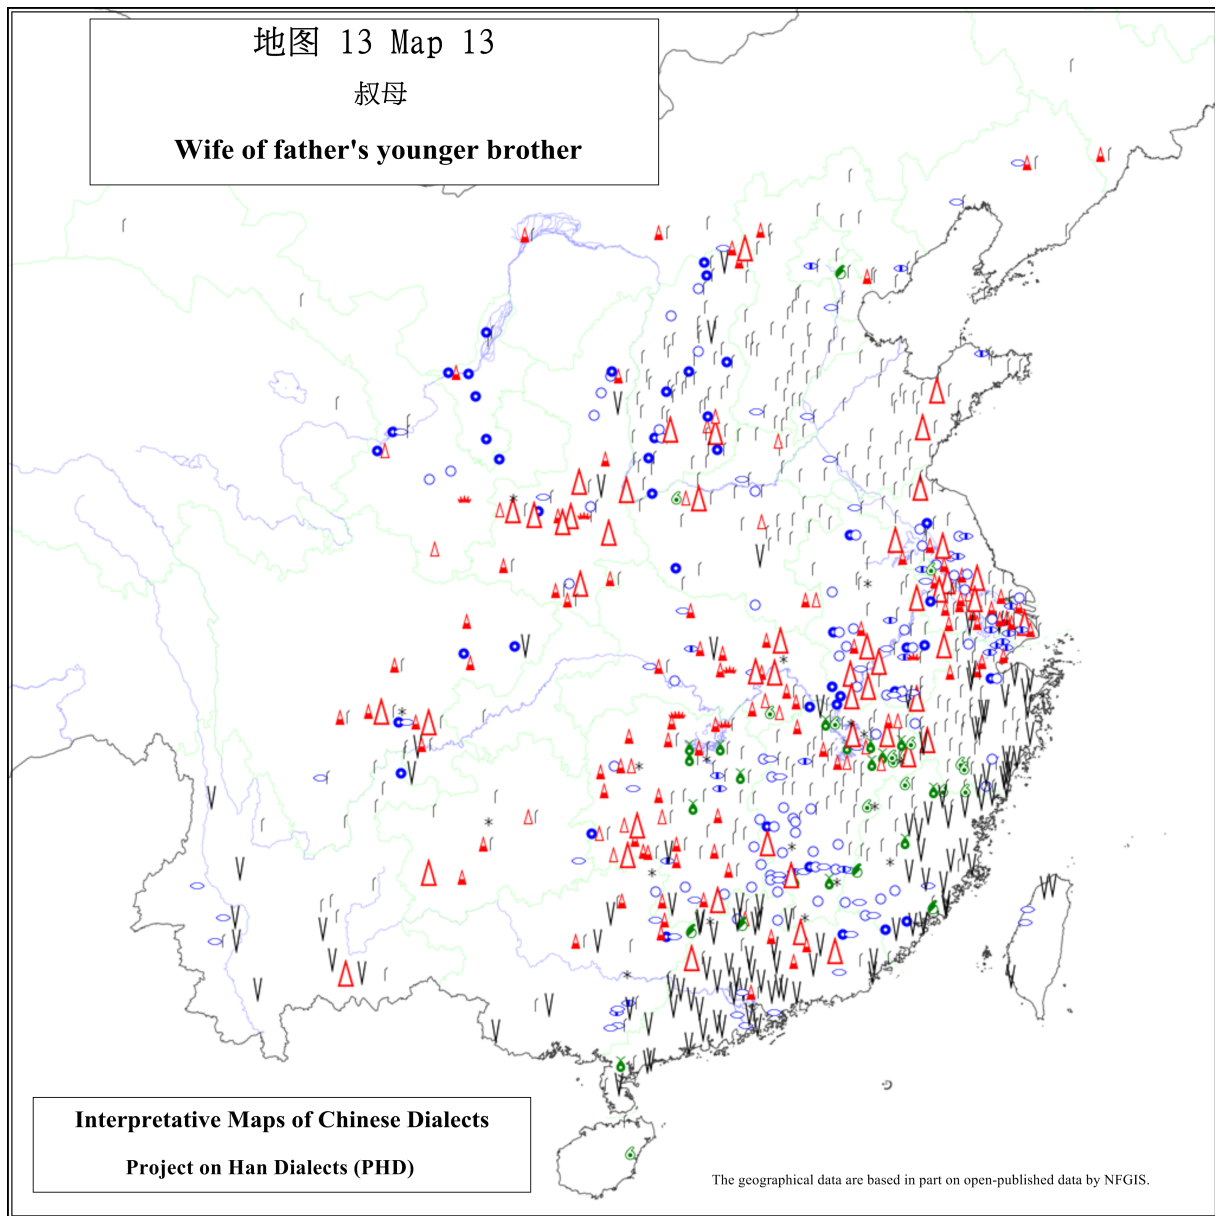 地图 13 Map 13
叔母
Wife of father's younger brother
Interpretative Maps of Chinese Dialects
Project on Han Dialects (PHD)
The geographical data are based in part on open-published data by NFGIS.